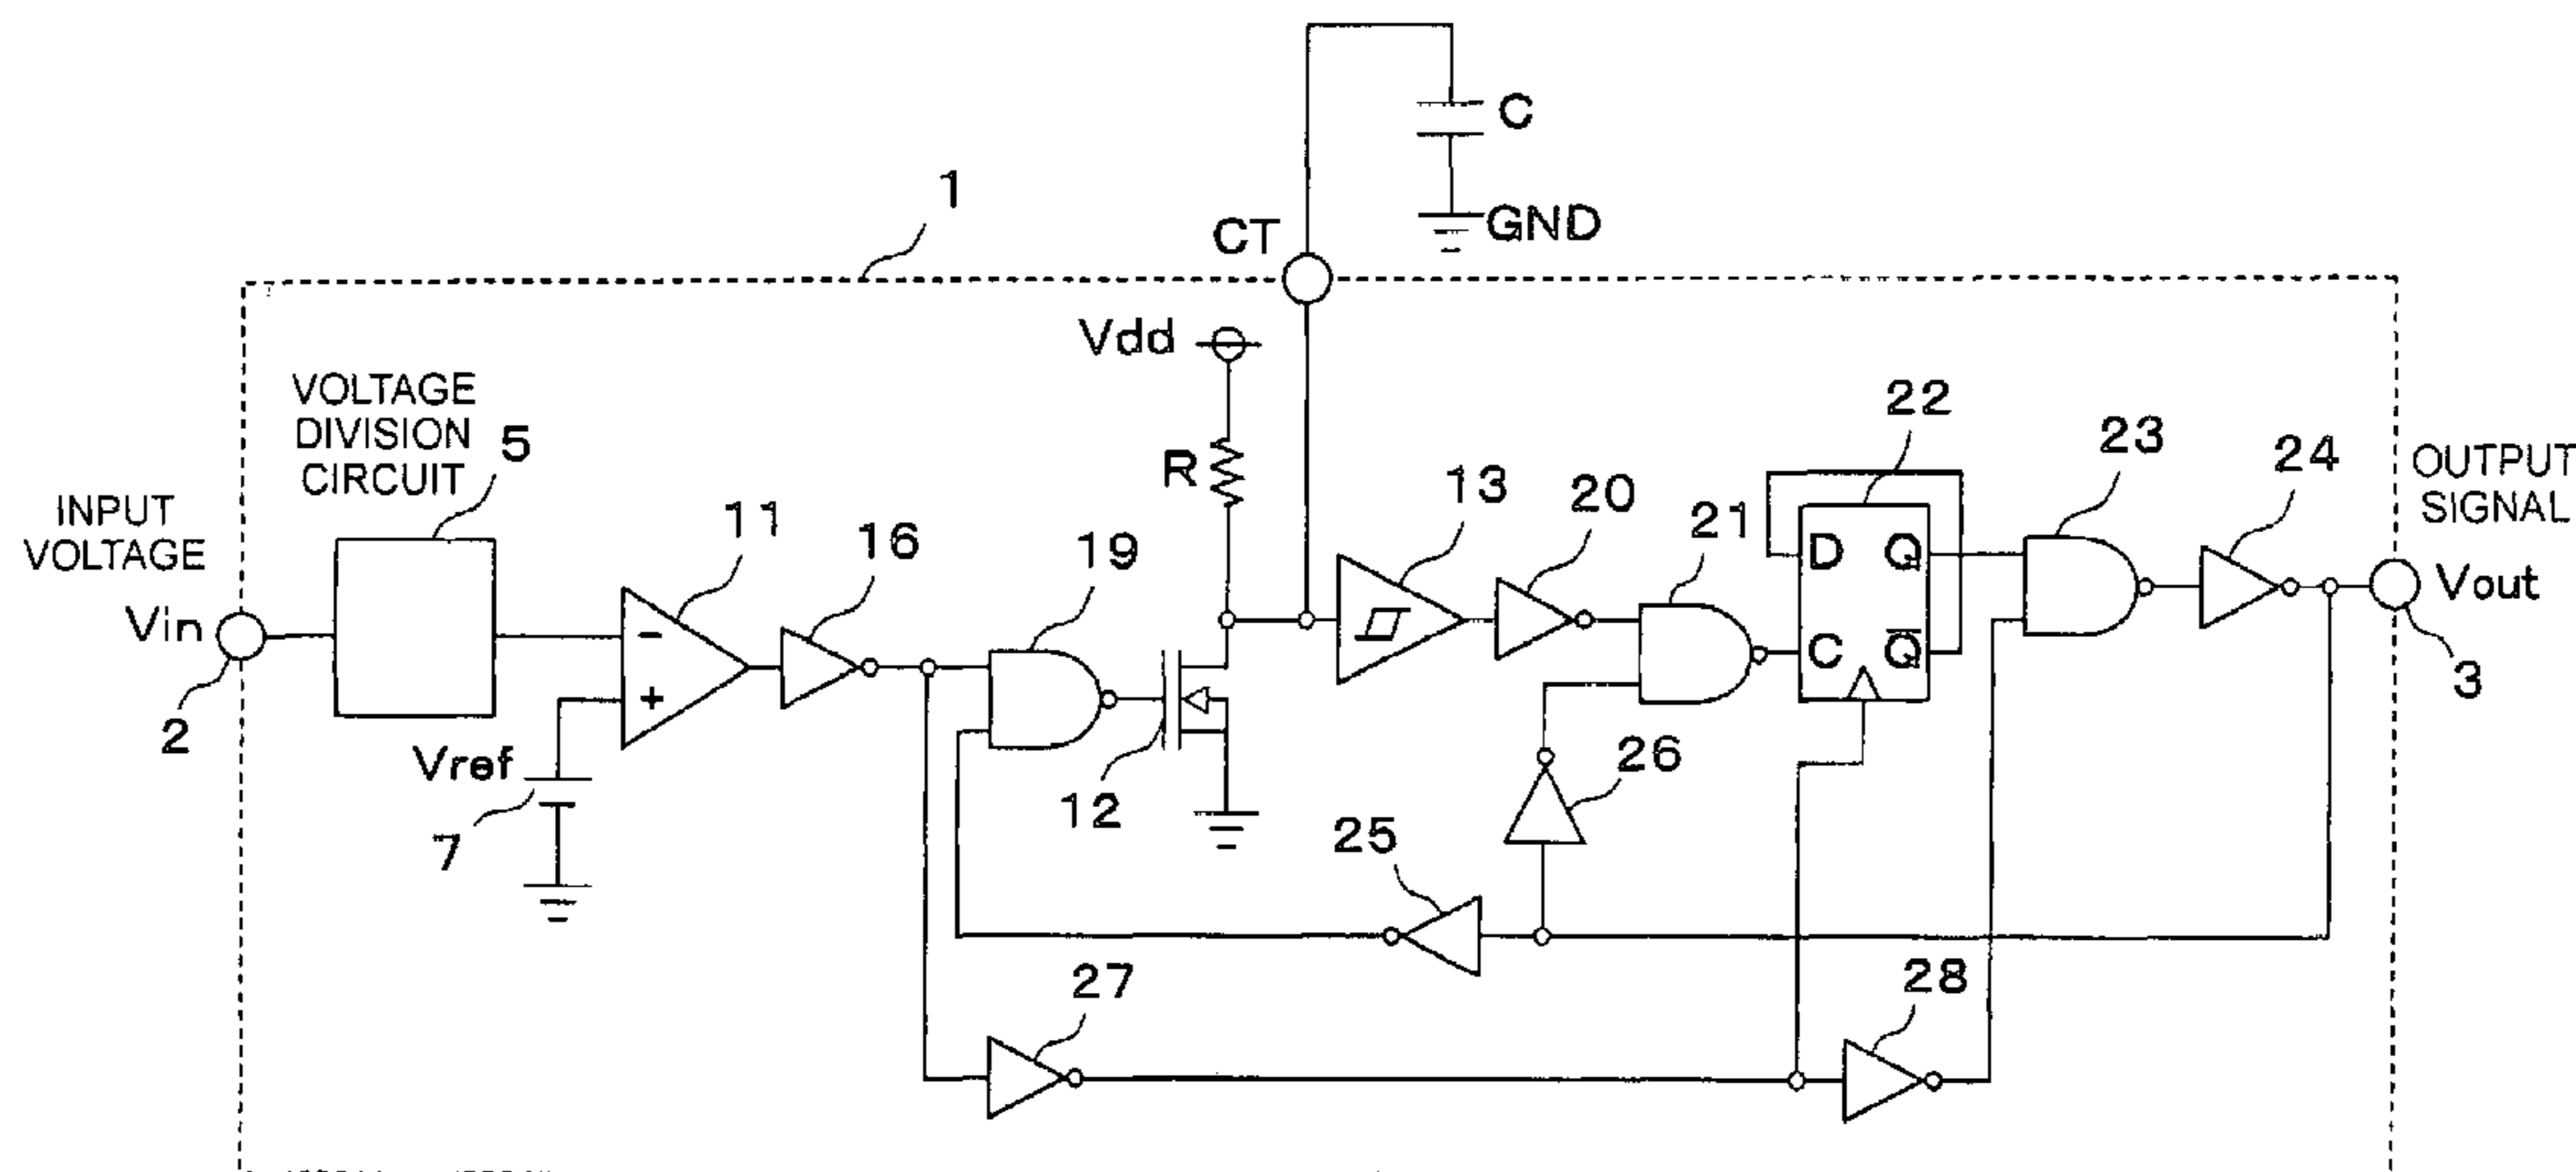 C
GND
1
CT
Vdd
R
VOLTAGE
DIVISION
CIRCUIT
5
INPUT
VOLTAGE
Vin
2
11
16
19
Vref
7
12
13
20
21
22
D Q
C Q̅
23
24
OUTPUT
SIGNAL
Vout
3
26
25
27
28